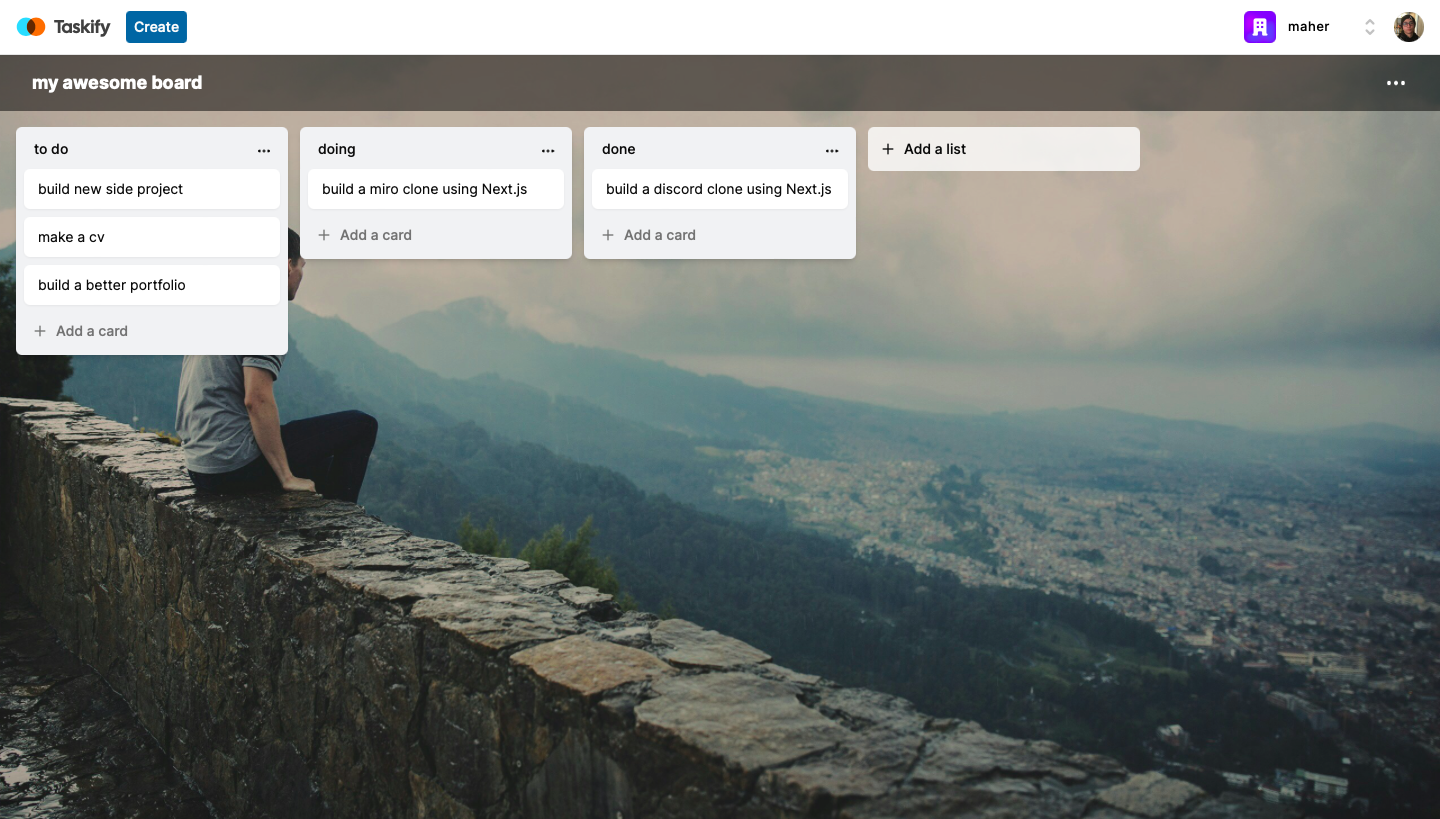 Taskify
Create
maher
my awesome board
to do
build new side project
make a cv
build a better portfolio
Add a card
doing
build a miro clone using Next.js
Add a card
done
build a discord clone using Next.js
Add a card
Add a list